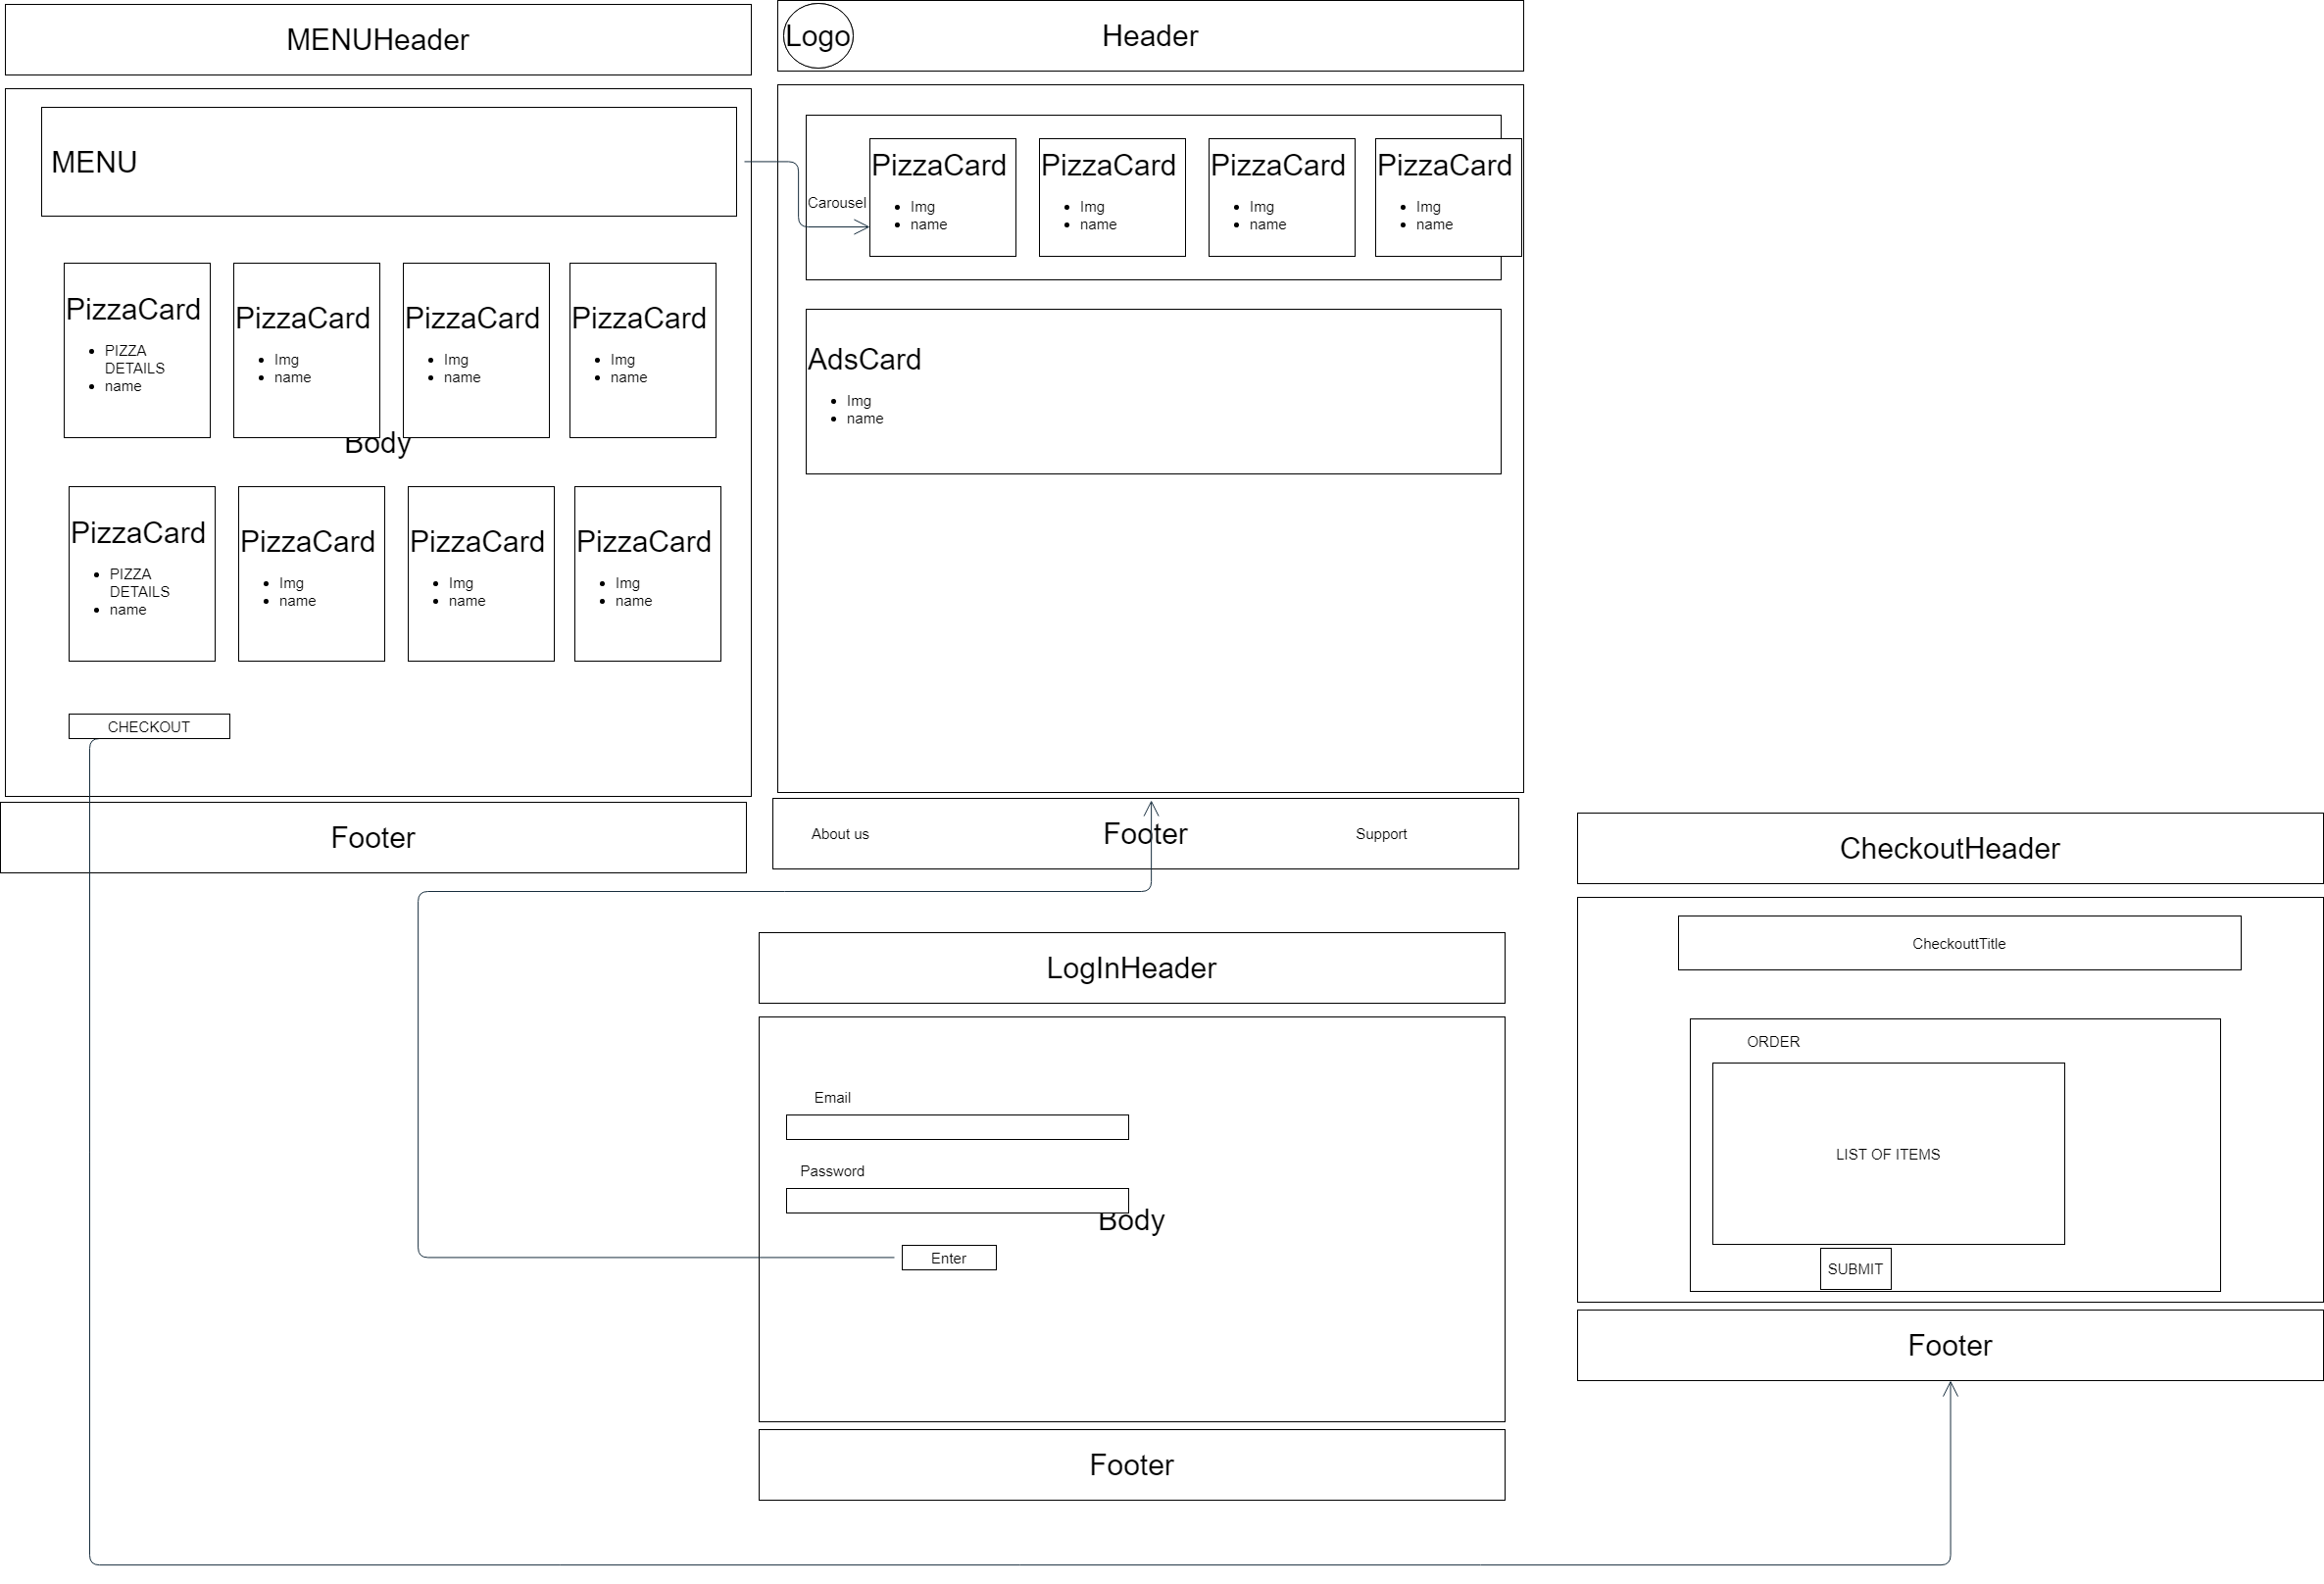 MENUHeader
MENU
PizzaCard
PIZZA
DETAILS
name
PizzaCard
Img
name
PizzaCard
Img
name
PizzaCard
Img
name
Body
PizzaCard
PIZZA
DETAILS
name
PizzaCard
Img
name
PizzaCard
Img
name
PizzaCard
Img
name
CHECKOUT
Footer
Logo
Header
Carousel
PizzaCard
Img
name
PizzaCard
Img
name
PizzaCard
Img
name
PizzaCard
Img
name
AdsCard
Img
name
About us
Footer
Support
LogInHeader
Email
Password
Body
Enter
Footer
CheckoutHeader
CheckouttTitle
ORDER
LIST OF ITEMS
SUBMIT
Footer